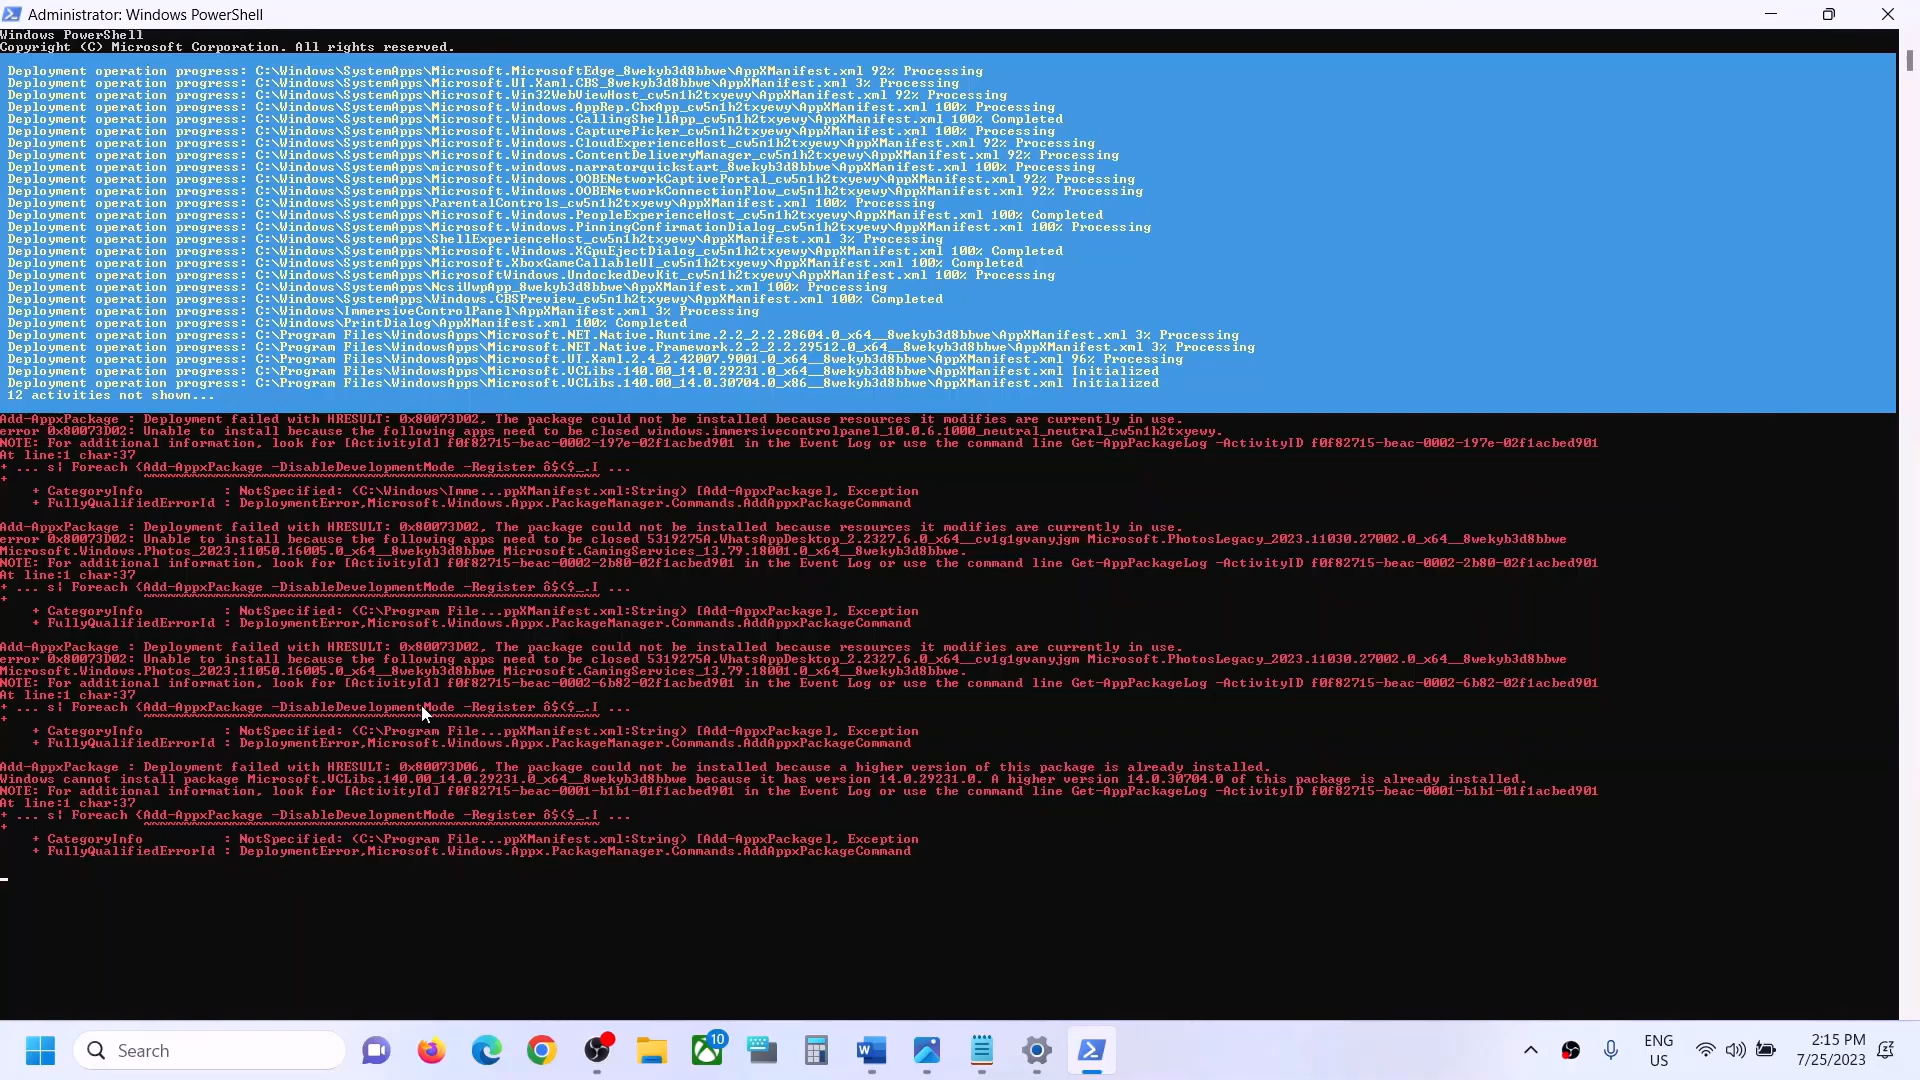 Administrator: Windows PowerShell
Windows PowerShell
Copyright (C) Microsoft Corporation. All rights reserved.
Deployment operation progress: C:\Windows\SystemApps\Microsoft.MicrosoftEdge_8wekyb3d8bbwe\AppXManifest.xml 92% Processing
Deployment operation progress: C:\Windows\SystemApps\Microsoft.UI.Xaml.CBS_8wekyb3d8bbwe\AppXManifest.xml 3% Processing
Deployment operation progress: C:\Windows\SystemApps\Microsoft.Win32WebViewHost_cw5n1h2txyewy\AppXManifest.xml 92% Processing
Deployment operation progress: C:\Windows\SystemApps\Microsoft.Windows.AppRep.ChxApp_cw5n1h2txyewy\AppXManifest.xml 100% Processing
Deployment operation progress: C:\Windows\SystemApps\Microsoft.Windows.CallingShellApp_cw5n1h2txyewy\AppXManifest.xml 100% Completed
Deployment operation progress: C:\Windows\SystemApps\Microsoft.Windows.CapturePicker_cw5n1h2txyewy\AppXManifest.xml 100% Processing
Deployment operation progress: C:\Windows\SystemApps\Microsoft.Windows.CloudExperienceHost_cw5n1h2txyewy\AppXManifest.xml 92% Processing
Deployment operation progress: C:\Windows\SystemApps\Microsoft.Windows.ContentDeliveryManager_cw5n1h2txyewy\AppXManifest.xml 92% Processing
Deployment operation progress: C:\Windows\SystemApps\Microsoft.windows.narratorquickstart_8wekyb3d8bbwe\AppXManifest.xml 100% Processing
Deployment operation progress: C:\Windows\SystemApps\Microsoft.Windows.OOBENetworkCaptivePortal_cw5n1h2txyewy\AppXManifest.xml 92% Processing
Deployment operation progress: C:\Windows\SystemApps\Microsoft.Windows.OOBENetworkConnectionFlow_cw5n1h2txyewy\AppXManifest.xml 92% Processing
Deployment operation progress: C:\Windows\SystemApps\ParentalControls_cw5n1h2txyewy\AppXManifest.xml 100% Processing
Deployment operation progress: C:\Windows\SystemApps\Microsoft.Windows.PeopleExperienceHost_cw5n1h2txyewy\AppXManifest.xml 100% Completed
Deployment operation progress: C:\Windows\SystemApps\Microsoft.Windows.PinningConfirmationDialog_cw5n1h2txyewy\AppXManifest.xml 100% Processing
Deployment operation progress: C:\Windows\SystemApps\ShellExperienceHost_cw5n1h2txyewy\AppXManifest.xml 3% Processing
Deployment operation progress: C:\Windows\SystemApps\Microsoft.Windows.XGpuEjectDialog_cw5n1h2txyewy\AppXManifest.xml 100% Completed
Deployment operation progress: C:\Windows\SystemApps\Microsoft.XboxGameCallableUI_cw5n1h2txyewy\AppXManifest.xml 100% Completed
Deployment operation progress: C:\Windows\SystemApps\MicrosoftWindows.UndockedDevKit_cw5n1h2txyewy\AppXManifest.xml 100% Processing
Deployment operation progress: C:\Windows\SystemApps\NcsiUwpApp_8wekyb3d8bbwe\AppXManifest.xml 100% Processing
Deployment operation progress: C:\Windows\SystemApps\Windows.CBSPreview_cw5n1h2txyewy\AppXManifest.xml 100% Completed
Deployment operation progress: C:\Windows\ImmersiveControlPanel\AppXManifest.xml 3% Processing
Deployment operation progress: C:\Windows\PrintDialog\AppXManifest.xml 100% Completed
Deployment operation progress: C:\Program Files\WindowsApps\Microsoft.NET.Native.Runtime.2.2_2.2.28604.0_x64__8wekyb3d8bbwe\AppXManifest.xml 3% Processing
Deployment operation progress: C:\Program Files\WindowsApps\Microsoft.NET.Native.Framework.2.2_2.2.29512.0_x64__8wekyb3d8bbwe\AppXManifest.xml 3% Processing
Deployment operation progress: C:\Program Files\WindowsApps\Microsoft.UI.Xaml.2.4_2.42007.9001.0_x64__8wekyb3d8bbwe\AppXManifest.xml 96% Processing
Deployment operation progress: C:\Program Files\WindowsApps\Microsoft.VCLibs.140.00_14.0.29231.0_x64__8wekyb3d8bbwe\AppXManifest.xml Initialized
Deployment operation progress: C:\Program Files\WindowsApps\Microsoft.VCLibs.140.00_14.0.30704.0_x86__8wekyb3d8bbwe\AppXManifest.xml Initialized
12 activities not shown...
Add-AppxPackage : Deployment failed with HRESULT: 0x80073D02, The package could not be installed because resources it modifies are currently in use.
error 0x80073D02: Unable to install because the following apps need to be closed windows.immersivecontrolpanel_10.0.6.1000_neutral_neutral_cw5n1h2txyewy.
NOTE: For additional information, look for [ActivityId] f0f82715-beac-0002-197e-02f1acbed901 in the Event Log or use the command line Get-AppPackageLog -ActivityID f0f82715-beac-0002-197e-02f1acbed901
At line:1 char:37
+ ... s| Foreach {Add-AppxPackage -DisableDevelopmentMode -Register ô$($_.I ...
+
+ CategoryInfo : NotSpecified: (C:\Windows\Imme...ppXManifest.xml:String) [Add-AppxPackage], Exception
+ FullyQualifiedErrorId : DeploymentError,Microsoft.Windows.Appx.PackageManager.Commands.AddAppxPackageCommand
Add-AppxPackage : Deployment failed with HRESULT: 0x80073D02, The package could not be installed because resources it modifies are currently in use.
error 0x80073D02: Unable to install because the following apps need to be closed 5319275A.WhatsAppDesktop_2.2327.6.0_x64__cv1g1gvanyjgm Microsoft.PhotosLegacy_2023.11030.27002.0_x64__8wekyb3d8bbwe
Microsoft.Windows.Photos_2023.11050.16005.0_x64__8wekyb3d8bbwe Microsoft.GamingServices_13.79.18001.0_x64__8wekyb3d8bbwe.
NOTE: For additional information, look for [ActivityId] f0f82715-beac-0002-2b80-02f1acbed901 in the Event Log or use the command line Get-AppPackageLog -ActivityID f0f82715-beac-0002-2b80-02f1acbed901
At line:1 char:37
+ ... s| Foreach {Add-AppxPackage -DisableDevelopmentMode -Register ô$($_.I ...
+
+ CategoryInfo : NotSpecified: (C:\Program File...ppXManifest.xml:String) [Add-AppxPackage], Exception
+ FullyQualifiedErrorId : DeploymentError,Microsoft.Windows.Appx.PackageManager.Commands.AddAppxPackageCommand
Add-AppxPackage : Deployment failed with HRESULT: 0x80073D02, The package could not be installed because resources it modifies are currently in use.
error 0x80073D02: Unable to install because the following apps need to be closed 5319275A.WhatsAppDesktop_2.2327.6.0_x64__cv1g1gvanyjgm Microsoft.PhotosLegacy_2023.11030.27002.0_x64__8wekyb3d8bbwe
Microsoft.Windows.Photos_2023.11050.16005.0_x64__8wekyb3d8bbwe Microsoft.GamingServices_13.79.18001.0_x64__8wekyb3d8bbwe.
NOTE: For additional information, look for [ActivityId] f0f82715-beac-0002-6b82-02f1acbed901 in the Event Log or use the command line Get-AppPackageLog -ActivityID f0f82715-beac-0002-6b82-02f1acbed901
At line:1 char:37
+ ... s| Foreach {Add-AppxPackage -DisableDevelopmentMode -Register ô$($_.I ...
+
+ CategoryInfo : NotSpecified: (C:\Program File...ppXManifest.xml:String) [Add-AppxPackage], Exception
+ FullyQualifiedErrorId : DeploymentError,Microsoft.Windows.Appx.PackageManager.Commands.AddAppxPackageCommand
Add-AppxPackage : Deployment failed with HRESULT: 0x80073D06, The package could not be installed because a higher version of this package is already installed.
Windows cannot install package Microsoft.VCLibs.140.00_14.0.29231.0_x64__8wekyb3d8bbwe because it has version 14.0.29231.0. A higher version 14.0.30704.0 of this package is already installed.
NOTE: For additional information, look for [ActivityId] f0f82715-beac-0001-b1b1-01f1acbed901 in the Event Log or use the command line Get-AppPackageLog -ActivityID f0f82715-beac-0001-b1b1-01f1acbed901
At line:1 char:37
+ ... s| Foreach {Add-AppxPackage -DisableDevelopmentMode -Register ô$($_.I ...
+
+ CategoryInfo : NotSpecified: (C:\Program File...ppXManifest.xml:String) [Add-AppxPackage], Exception
+ FullyQualifiedErrorId : DeploymentError,Microsoft.Windows.Appx.PackageManager.Commands.AddAppxPackageCommand
Search
10
ENG
US
2:15 PM
7/25/2023